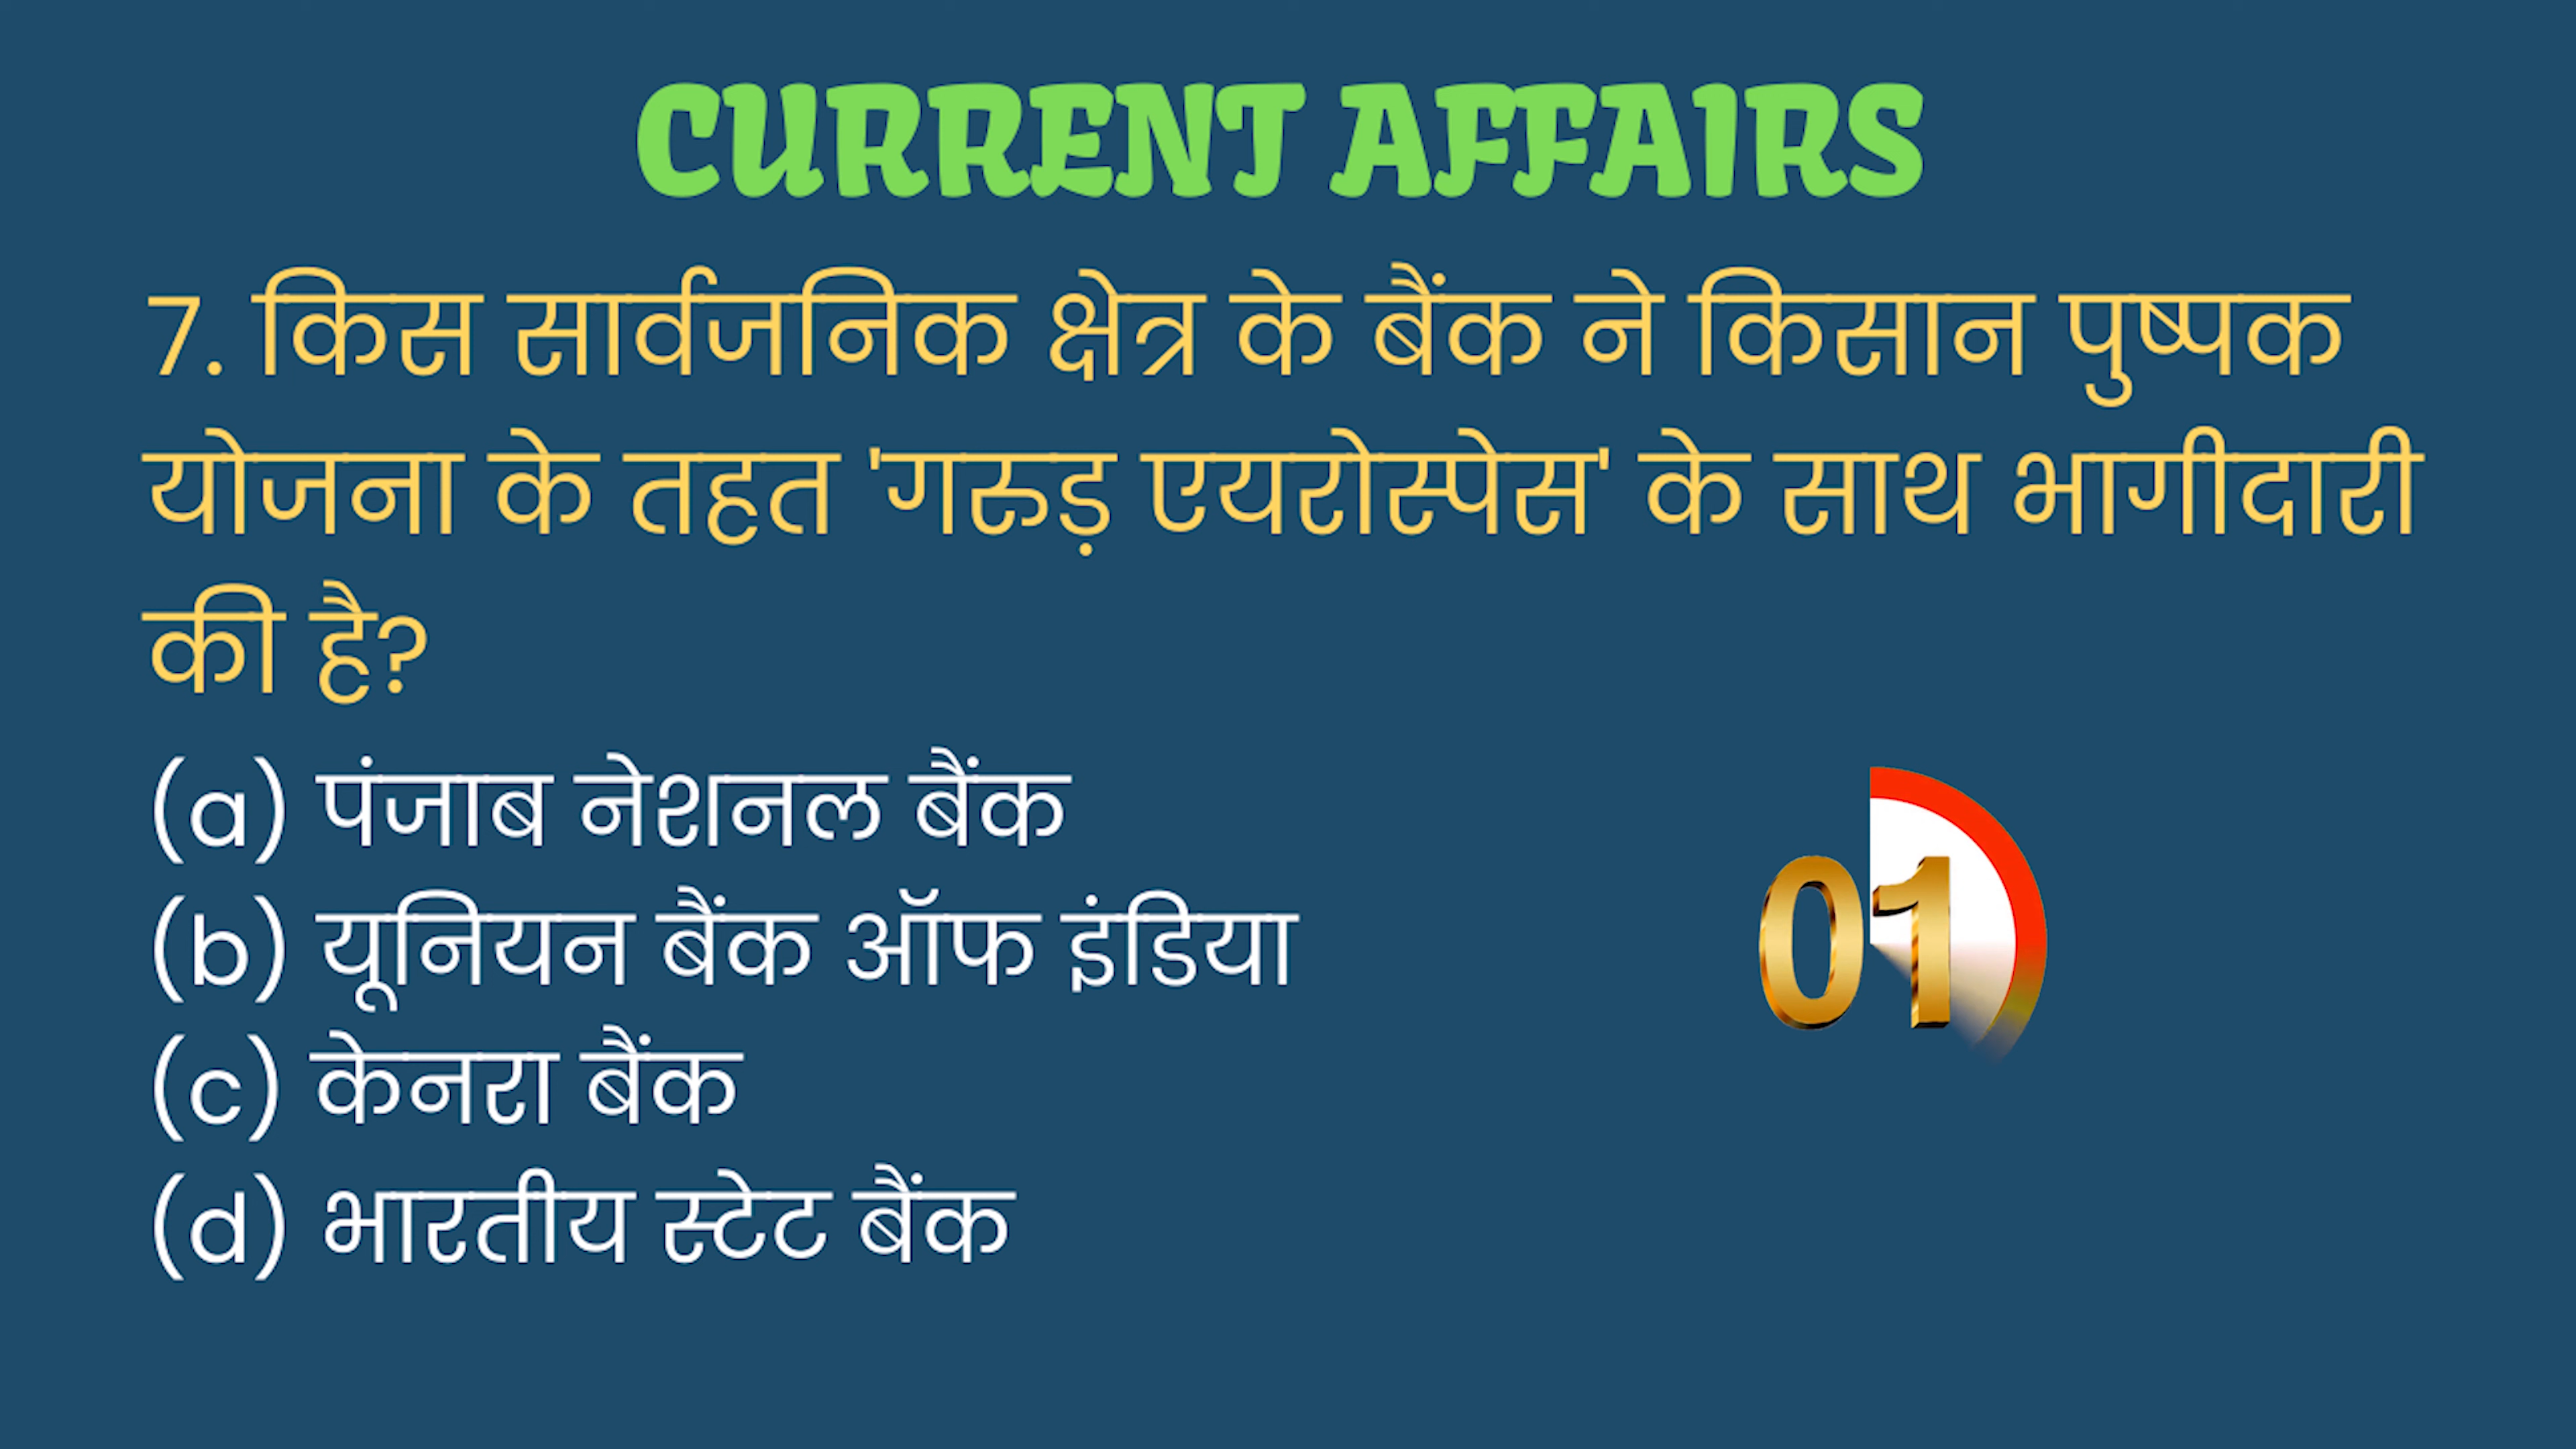 CURRENT AFFAIRS
7. किस सार्वजनिक क्षेत्र के बैंक ने किसान पुष्पक
योजना के तहत 'गरुड़ एयरोस्पेस' के साथ भागीदारी
की है?
(a) पंजाब नेशनल बैंक
(b) यूनियन बैंक ऑफ इंडिया
01
(c) केनरा बैंक
(d) भारतीय स्टेट बैंक